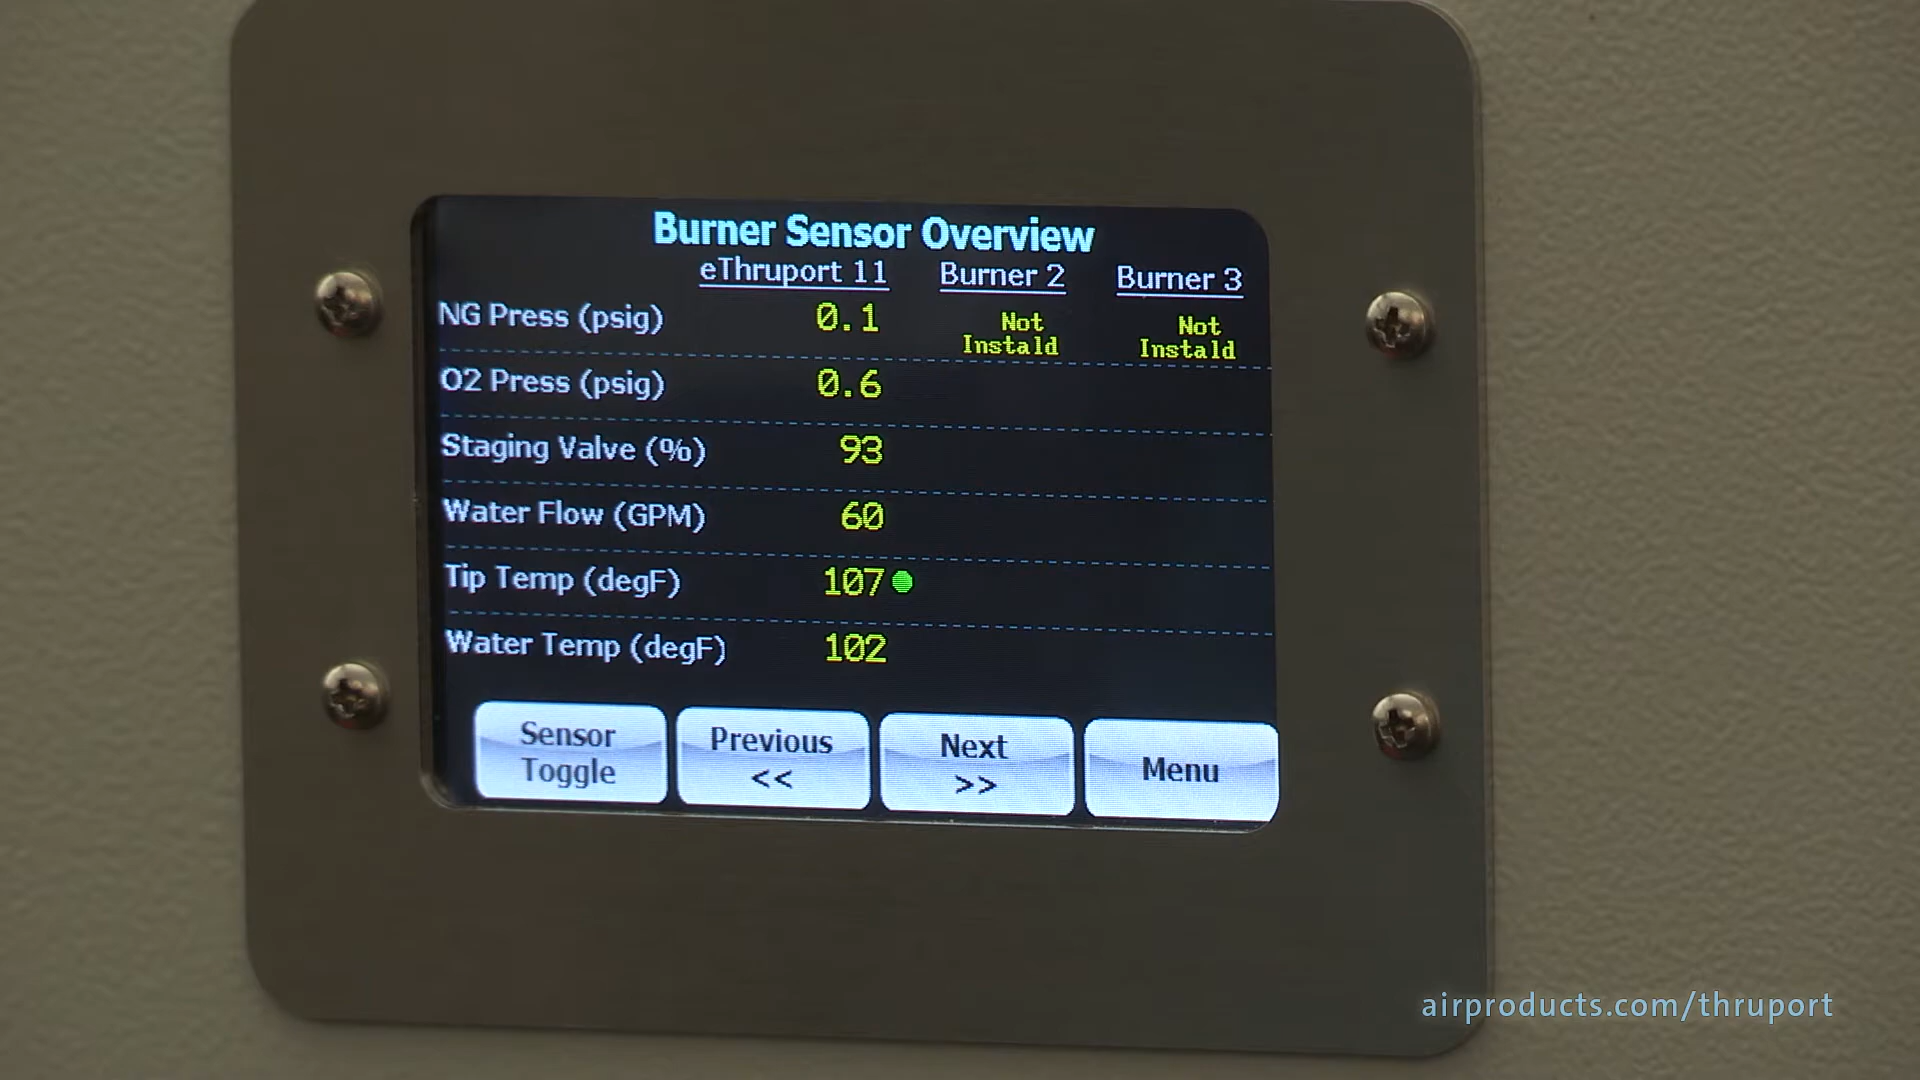 Burner Sensor Overview
eThruport 11 Burner 2 Burner 3
NG Press (psig) 0.1 Not Instald Not Instald
O2 Press (psig) 0.6
Staging Valve (%) 93
Water Flow (GPM) 60
Tip Temp (degF) 107
Water Temp (degF) 102
Sensor Toggle
Previous <<
Next >>
Menu
airproducts.com/thruport